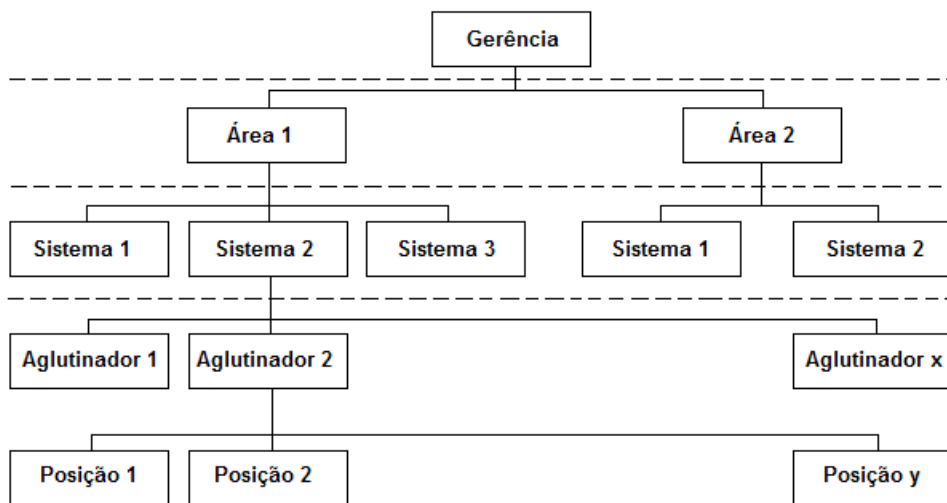 Gerência
Área 1
Área 2
Sistema 1
Sistema 2
Sistema 3
Sistema 1
Sistema 2
Aglutinador 1
Aglutinador 2
Aglutinador x
Posição 1
Posição 2
Posição y